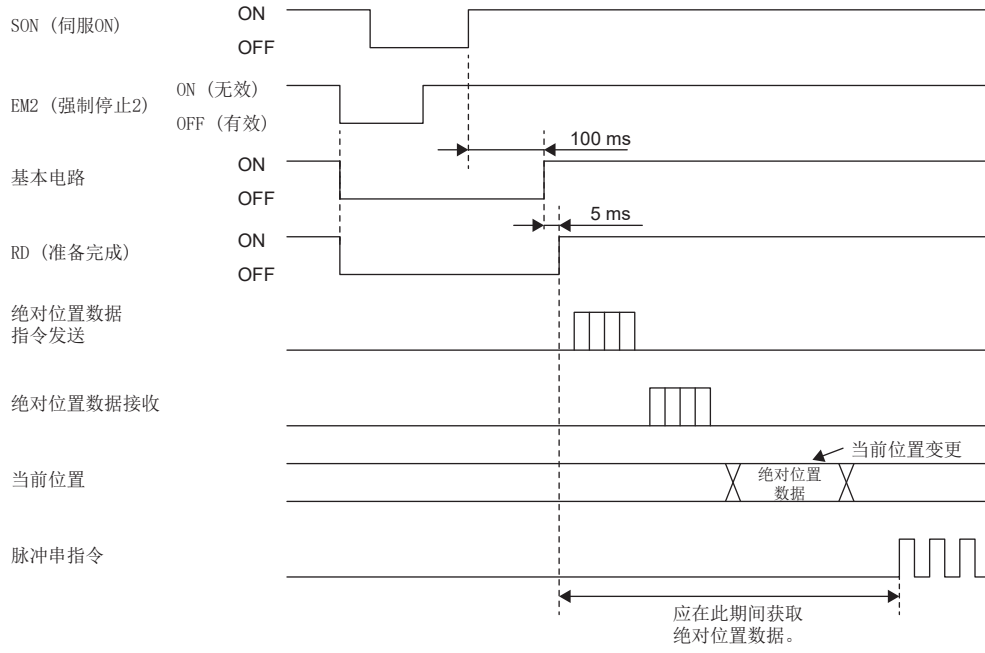 SON (伺服ON)
ON
OFF
EM2 (强制停止2)
ON (无效)
OFF (有效)
100 ms
基本电路
ON
OFF
5 ms
RD (准备完成)
ON
OFF
绝对位置数据
指令发送
绝对位置数据接收
当前位置变更
当前位置
绝对位置
数据
脉冲串指令
应在此期间获取
绝对位置数据。